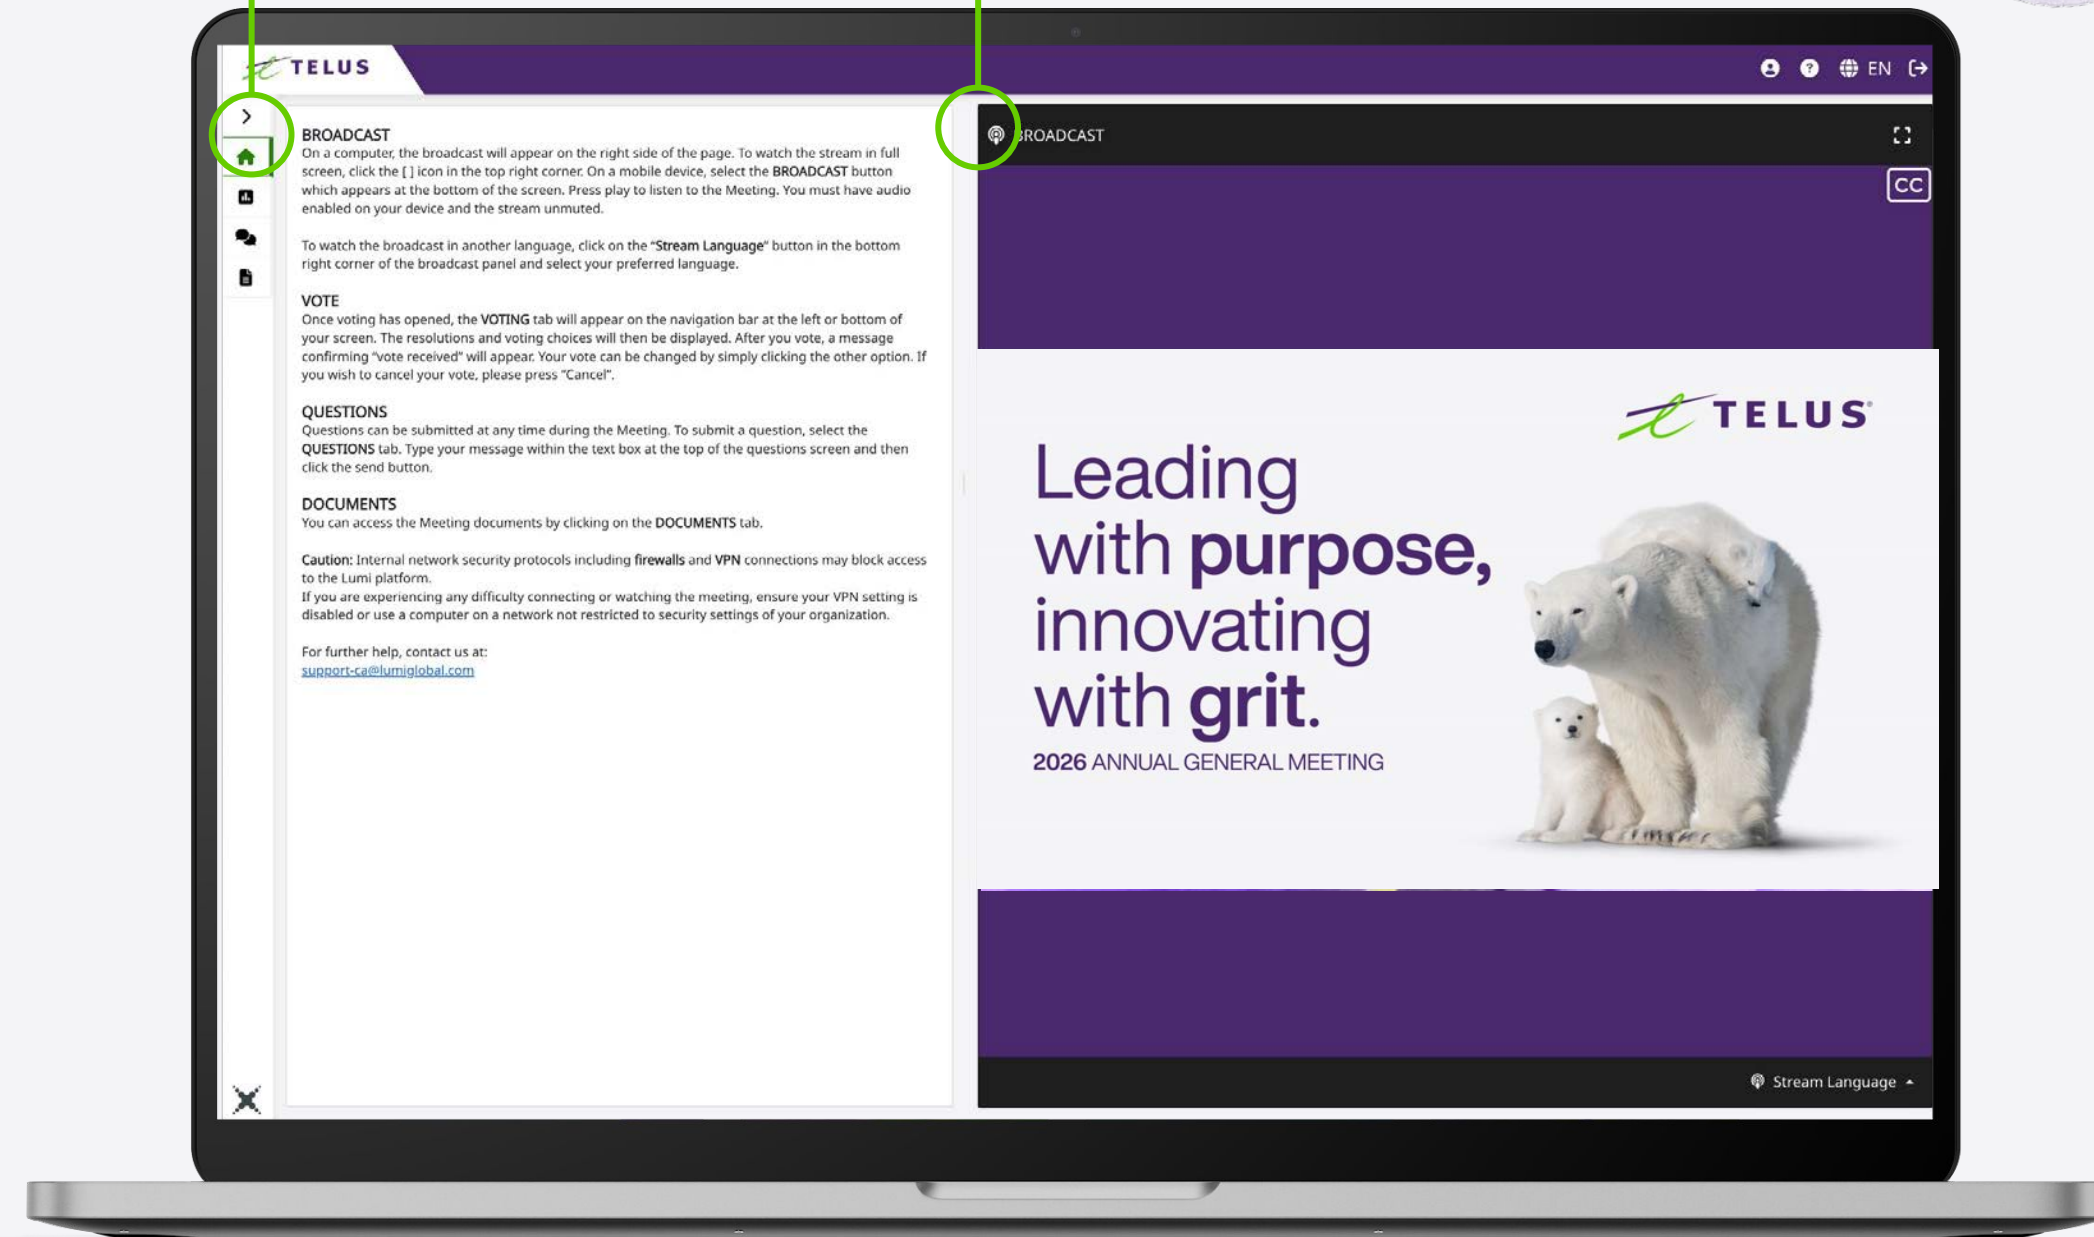 TELUS
EN
BROADCAST
On a computer, the broadcast will appear on the right side of the page. To watch the stream in full
screen, click the [ ] icon in the top right corner. On a mobile device, select the BROADCAST button
which appears at the bottom of the screen. Press play to listen to the Meeting. You must have audio
enabled on your device and the stream unmuted.
To watch the broadcast in another language, click on the “Stream Language” button in the bottom
right corner of the broadcast panel and select your preferred language.
VOTE
Once voting has opened, the VOTING tab will appear on the navigation bar at the left or bottom of
your screen. The resolutions and voting choices will then be displayed. After you vote, a message
confirming “vote received” will appear. Your vote can be changed by simply clicking the other option. If
you wish to cancel your vote, please press “Cancel”.
QUESTIONS
Questions can be submitted at any time during the Meeting. To submit a question, select the
QUESTIONS tab. Type your message within the text box at the top of the questions screen and then
click the send button.
DOCUMENTS
You can access the Meeting documents by clicking on the DOCUMENTS tab.
Caution: Internal network security protocols including firewalls and VPN connections may block access
to the Lumi platform.
If you are experiencing any difficulty connecting or watching the meeting, ensure your VPN setting is
disabled or use a computer on a network not restricted to security settings of your organization.
For further help, contact us at:
support-ca@lumiglobal.com
BROADCAST
CC
TELUS®
Leading
with purpose,
innovating
with grit.
2026 ANNUAL GENERAL MEETING
Stream Language